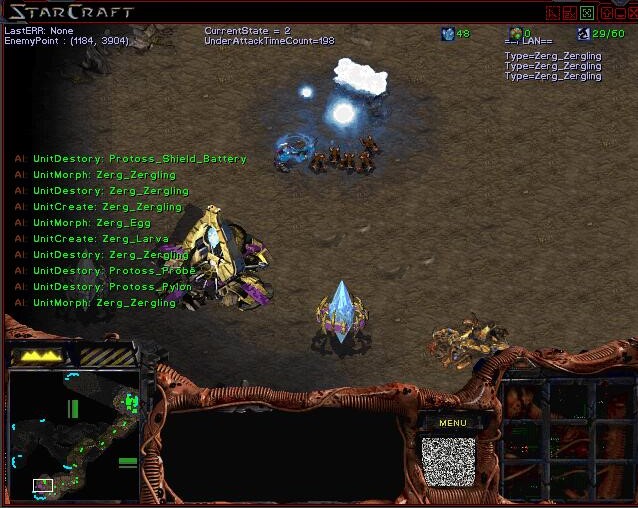 STARCRAFT
LastERR: None
CurrentState = 2
48 0 29/60
EnemyPoint : (1184, 3904)
UnderAttackTimeCount=198
Type=Zerg_Zergling
Type=Zerg_Zergling
Type=Zerg_Zergling
AI: UnitDestory: Protoss_Shield_Battery
AI: UnitMorph: Zerg_Zergling
AI: UnitDestory: Zerg_Zergling
AI: UnitCreate: Zerg_Zergling
AI: UnitMorph: Zerg_Egg
AI: UnitCreate: Zerg_Larva
AI: UnitDestory: Zerg_Zergling
AI: UnitDestory: Protoss_Probe
AI: UnitDestory: Protoss_Pylon
AI: UnitMorph: Zerg_Zergling
MENU